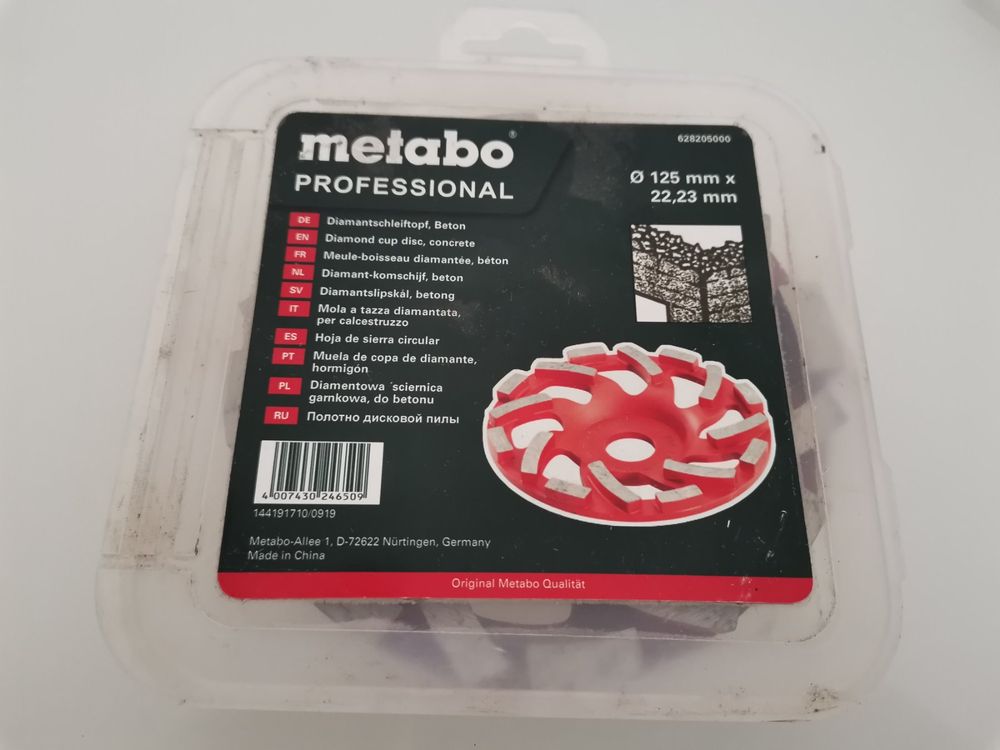 metabo®
PROFESSIONAL
628205000
Ø 125 mm x
22,23 mm
DE Diamantschleiftopf, Beton
EN Diamond cup disc, concrete
FR Meule-boisseau diamantée, béton
NL Diamant-komschijf, beton
SV Diamantslipskål, betong
IT Mola a tazza diamantata,
per calcestruzzo
ES Hoja de sierra circular
PT Muela de copa de diamante,
hormigón
PL Diamentowa ´sciernica
garnkowa, do betonu
RU Полотно дисковой пилы
4 007430 246509
144191710/0919
Metabo-Allee 1, D-72622 Nürtingen, Germany
Made in China
Original Metabo Qualität